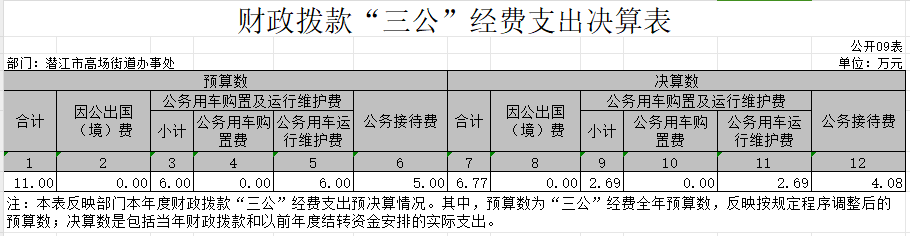 财政拨款“三公”经费支出决算表
公开09表
部门：潜江市高场街道办事处 单位：万元
预算数 决算数
合计 因公出国（境）费 公务用车购置及运行维护费 公务接待费 合计 因公出国（境）费 公务用车购置及运行维护费 公务接待费
小计 公务用车购置费 公务用车运行维护费 小计 公务用车购置费 公务用车运行维护费
1 2 3 4 5 6 7 8 9 10 11 12
11.00 0.00 6.00 0.00 6.00 5.00 6.77 0.00 2.69 0.00 2.69 4.08
注：本表反映部门本年度财政拨款“三公”经费支出预决算情况。其中，预算数为“三公”经费全年预算数，反映按规定程序调整后的
预算数；决算数是包括当年财政拨款和以前年度结转资金安排的实际支出。